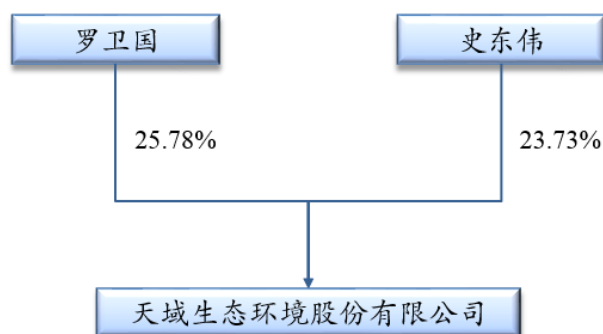 罗卫国
史东伟
25.78%
23.73%
天域生态环境股份有限公司